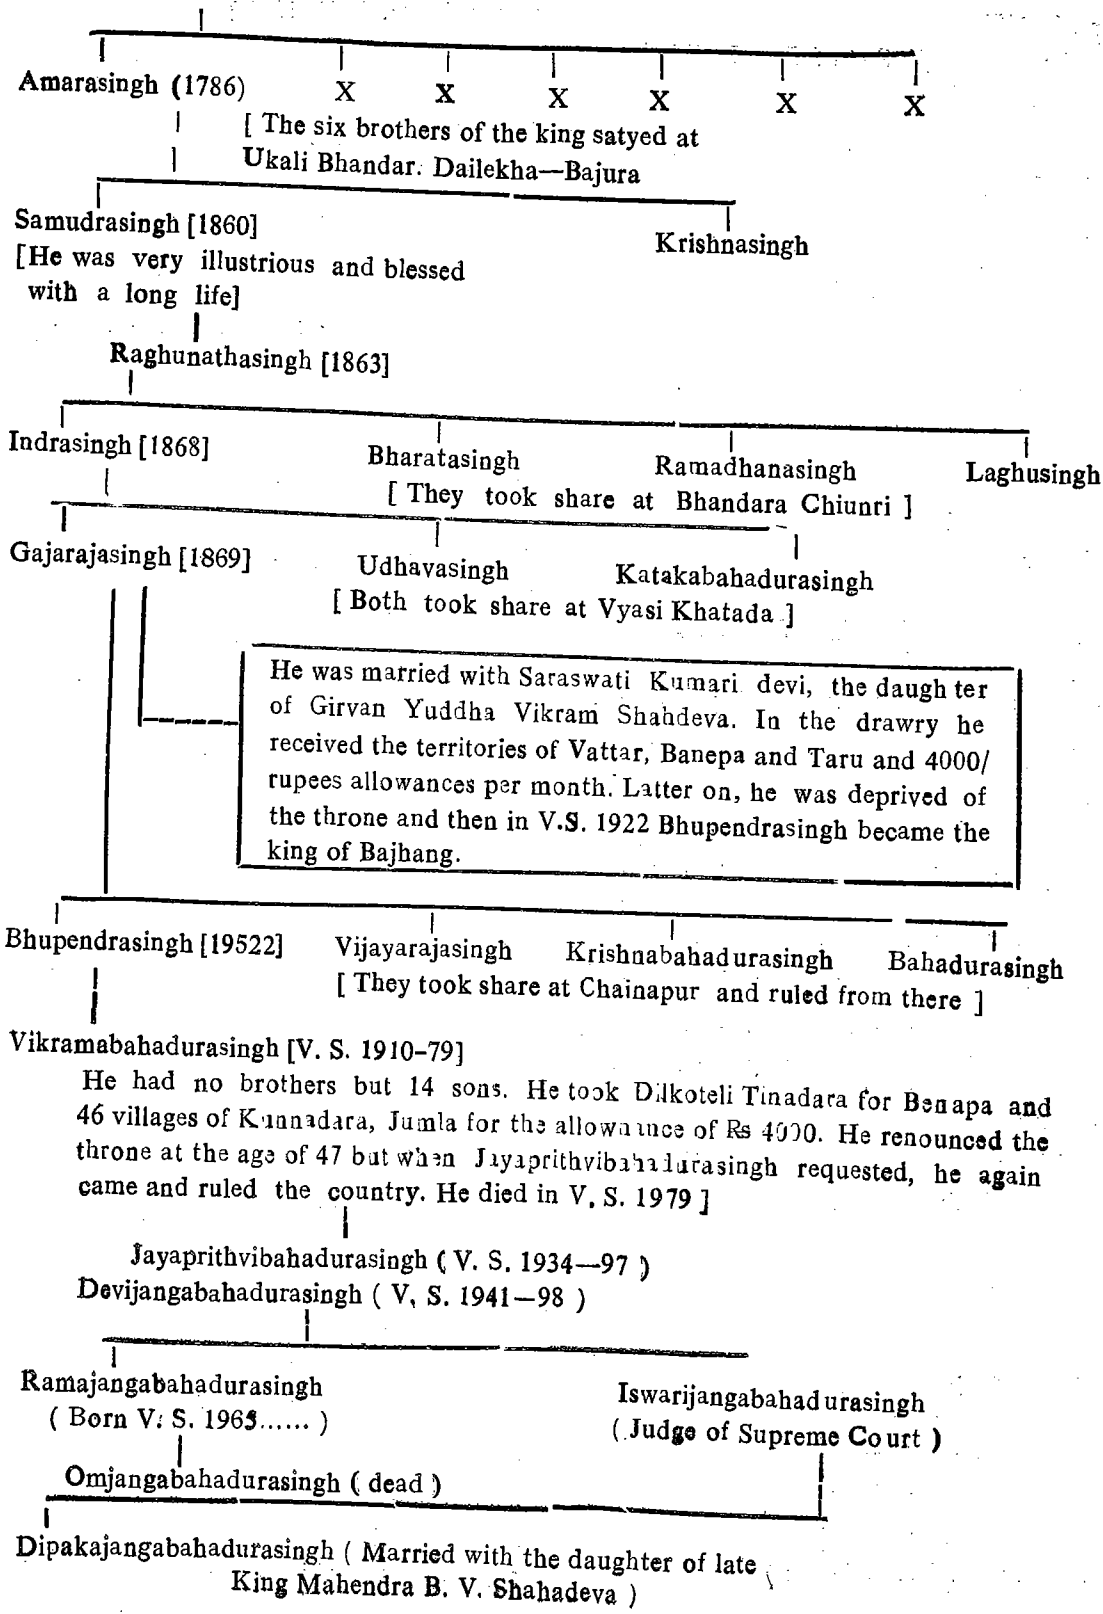 Amarasingh (1786) X X X X X X
[ The six brothers of the king satyed at
Ukali Bhandar. Dailekha—Bajura
Samudrasingh [1860] Krishnasingh
[He was very illustrious and blessed
with a long life]
Raghunathasingh [1863]
Indrasingh [1868] Bharatasingh Ramadhanasingh Laghusingh
[ They took share at Bhandara Chiunri ]
Gajarajasingh [1869] Udhavasingh Katakabahadurasingh
[ Both took share at Vyasi Khatada ]
He was married with Saraswati Kumari devi, the daughter
of Girvan Yuddha Vikram Shahdeva. In the drawry he
received the territories of Vattar, Banepa and Taru and 4000/
rupees allowances per month. Latter on, he was deprived of
the throne and then in V.S. 1922 Bhupendrasingh became the
king of Bajhang.
Bhupendrasingh [19522] Vijayarajasingh Krishnabahadurasingh Bahadurasingh
[ They took share at Chainapur and ruled from there ]
Vikramabahadurasingh [V. S. 1910-79]
He had no brothers but 14 sons. He took Dilkoteli Tinadara for Benapa and
46 villages of Kunnadara, Jumla for the allowaince of Rs 4000. He renounced the
throne at the age of 47 but when Jayaprithvibahadurasingh requested, he again
came and ruled the country. He died in V. S. 1979 ]
Jayaprithvibahadurasingh ( V. S. 1934—97 )
Devijangabahadurasingh ( V. S. 1941—98 )
Ramajangabahadurasingh Iswarijangabahadurasingh
( Born V. S. 1965...... ) ( Judge of Supreme Court )
Omjangabahadurasingh ( dead )
Dipakajangabahadurasingh ( Married with the daughter of late
King Mahendra B. V. Shahadeva )